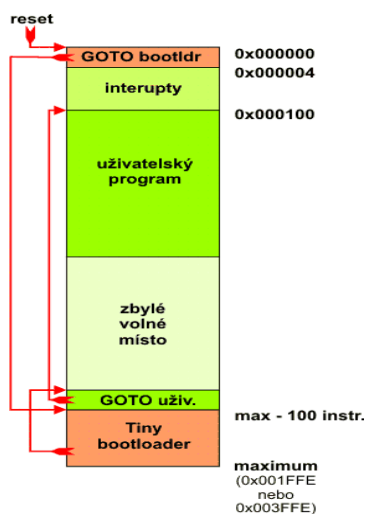 reset
GOTO bootldr
0x000000
0x000004
interupty
0x000100
uživatelský
program
zbylé
volné
místo
GOTO uživ.
max - 100 instr.
Tiny
bootloader
maximum
(0x001FFE
nebo
0x003FFE)